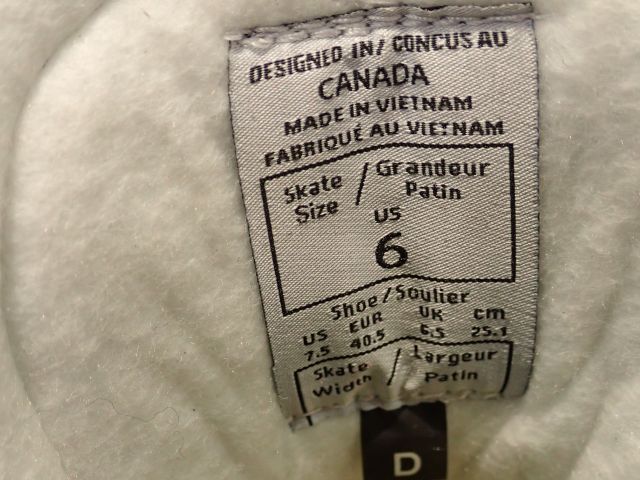 DESIGNED IN/ CONCUS AU
CANADA
MADE IN VIETNAM
FABRIQUÉ AU VIETNAM
Skate / Grandeur
Size Patin
US
6
Shoe/Soulier
US EUR UK cm
7.5 40.5 6.5 25.1
Skate / Largeur
Width Patin
D